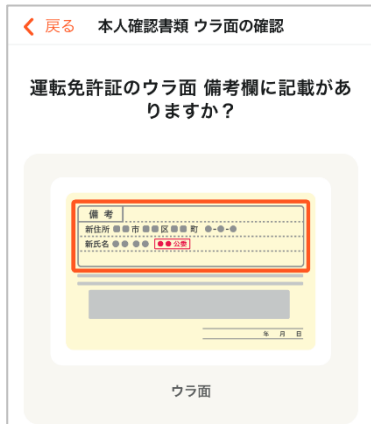 戻る 本人確認書類 ウラ面の確認
運転免許証のウラ面 備考欄に記載があ
りますか？
備考
新住所 ●●市●●区●●町 ●-●-●
新氏名 ●● ●● ●●公委
年 月 日
ウラ面